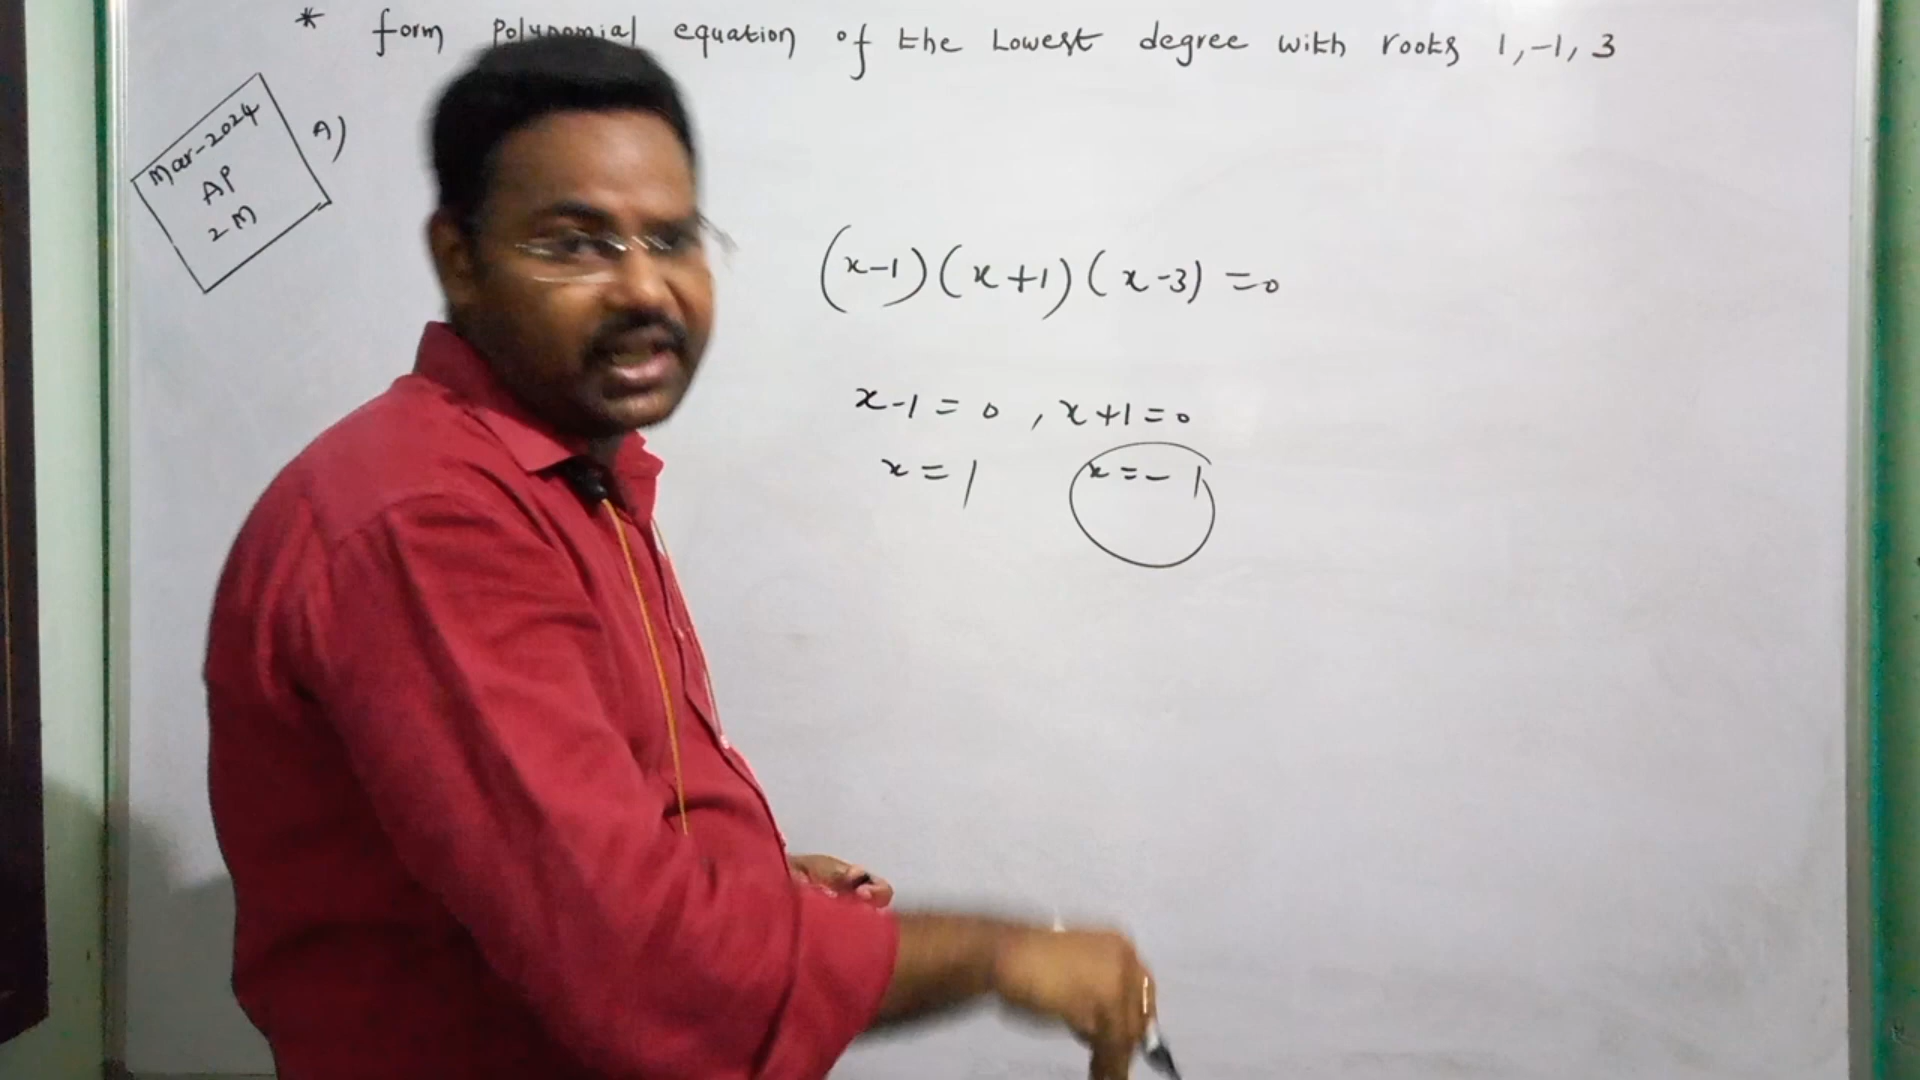 * form Polynomial equation of the Lowest degree with roots 1, -1, 3
Mar-2024
AP
2M
A)
(x-1)(x+1)(x-3) =0
x-1 = 0 , x+1=0
x = 1 x = -1